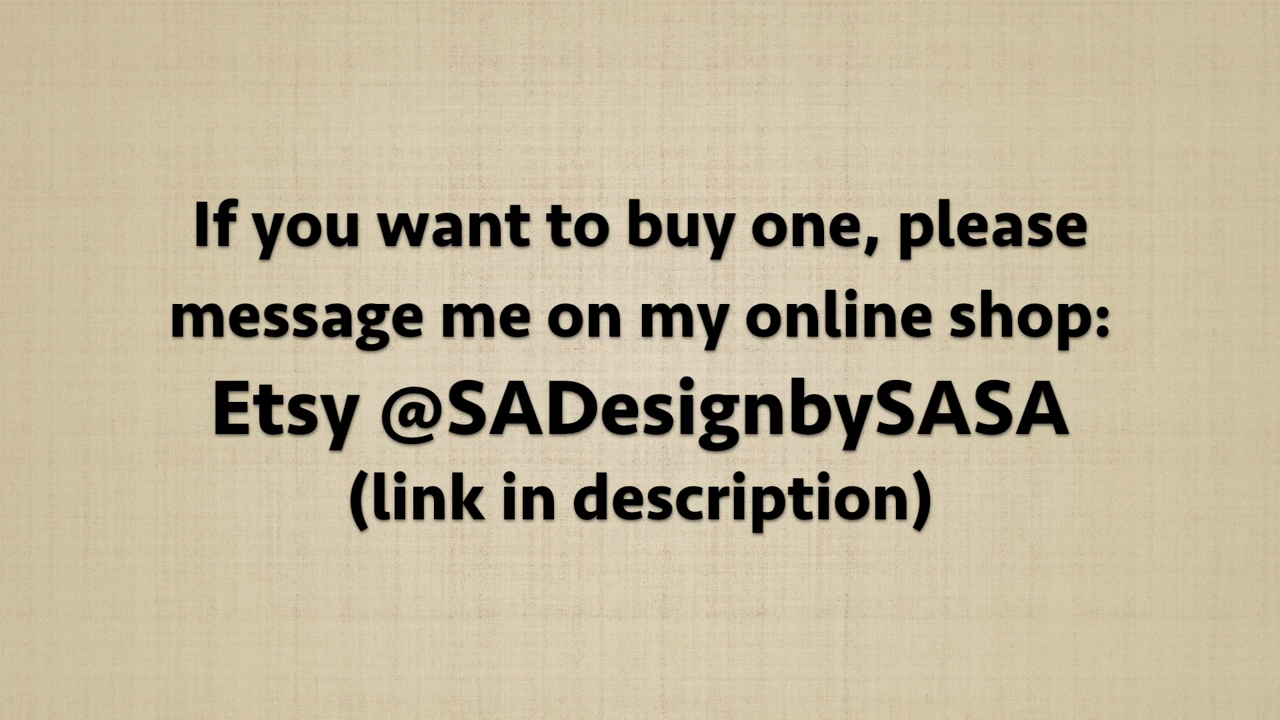 If you want to buy one, please
message me on my online shop:
Etsy @SADesignbySASA
(link in description)